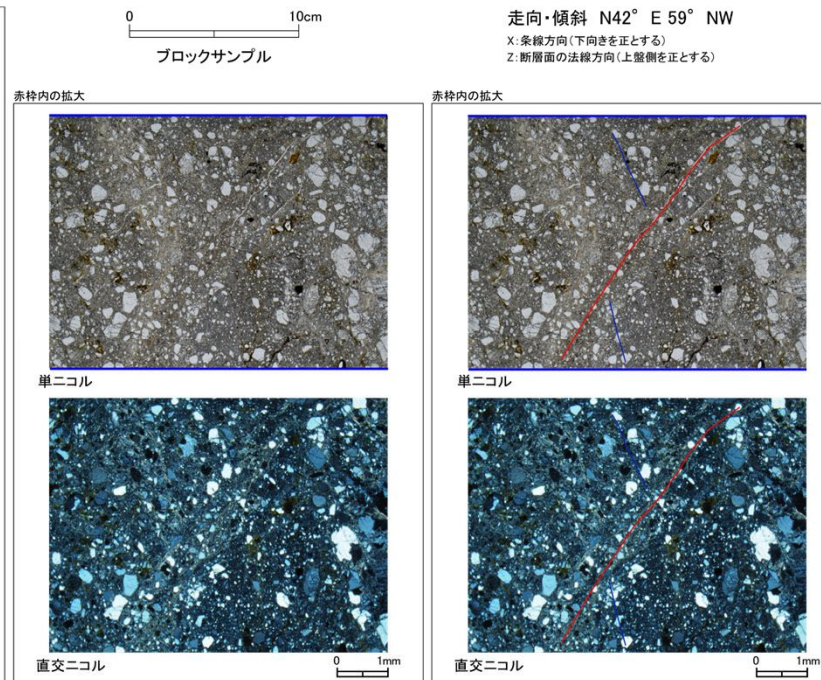 0 10cm
ブロックサンプル
走向・傾斜 N42° E 59° NW
X:条線方向(下向きを正とする)
Z:断層面の法線方向(上盤側を正とする)
赤枠内の拡大
赤枠内の拡大
単ニコル
単ニコル
直交ニコル
0 1mm
直交ニコル
0 1mm